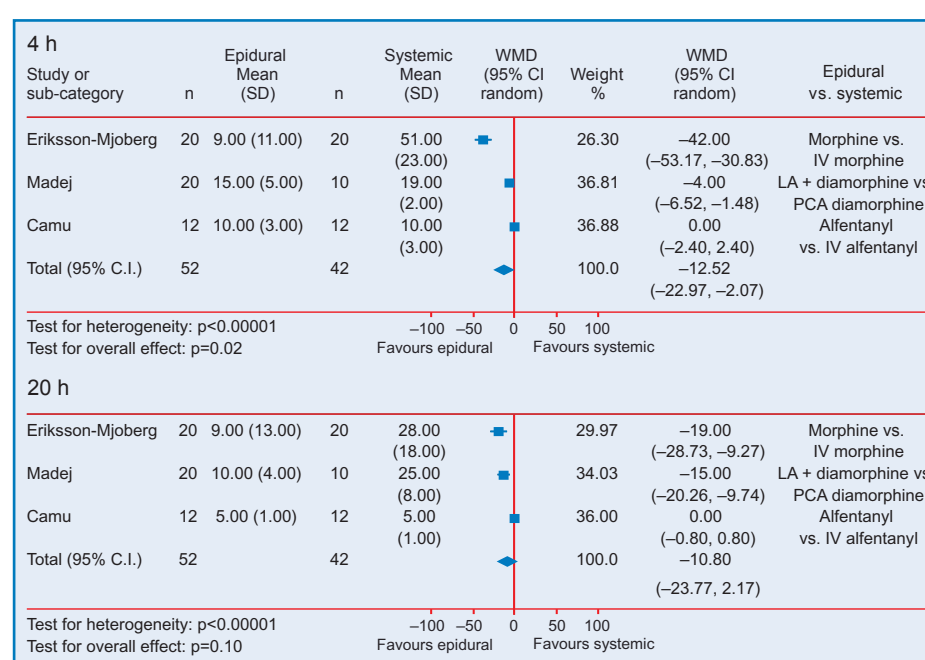 4 h
Study or sub-category n Epidural Mean (SD) n Systemic Mean (SD) WMD (95% CI random) Weight % WMD (95% CI random) Epidural vs. systemic
Eriksson-Mjoberg 20 9.00 (11.00) 20 51.00 26.30 –42.00 Morphine vs.
(23.00) (–53.17, –30.83) IV morphine
Madej 20 15.00 (5.00) 10 19.00 36.81 –4.00 LA + diamorphine vs
(2.00) (–6.52, –1.48) PCA diamorphine
Camu 12 10.00 (3.00) 12 10.00 36.88 0.00 Alfentanyl
(3.00) (–2.40, 2.40) vs. IV alfentanyl
Total (95% C.I.) 52 42 100.0 –12.52
(–22.97, –2.07)
Test for heterogeneity: p<0.00001 –100 –50 0 50 100
Test for overall effect: p=0.02 Favours epidural Favours systemic
20 h
Eriksson-Mjoberg 20 9.00 (13.00) 20 28.00 29.97 –19.00 Morphine vs.
(18.00) (–28.73, –9.27) IV morphine
Madej 20 10.00 (4.00) 10 25.00 34.03 –15.00 LA + diamorphine vs
(8.00) (–20.26, –9.74) PCA diamorphine
Camu 12 5.00 (1.00) 12 5.00 36.00 0.00 Alfentanyl
(1.00) (–0.80, 0.80) vs. IV alfentanyl
Total (95% C.I.) 52 42 100.0 –10.80
(–23.77, 2.17)
Test for heterogeneity: p<0.00001 –100 –50 0 50 100
Test for overall effect: p=0.10 Favours epidural Favours systemic